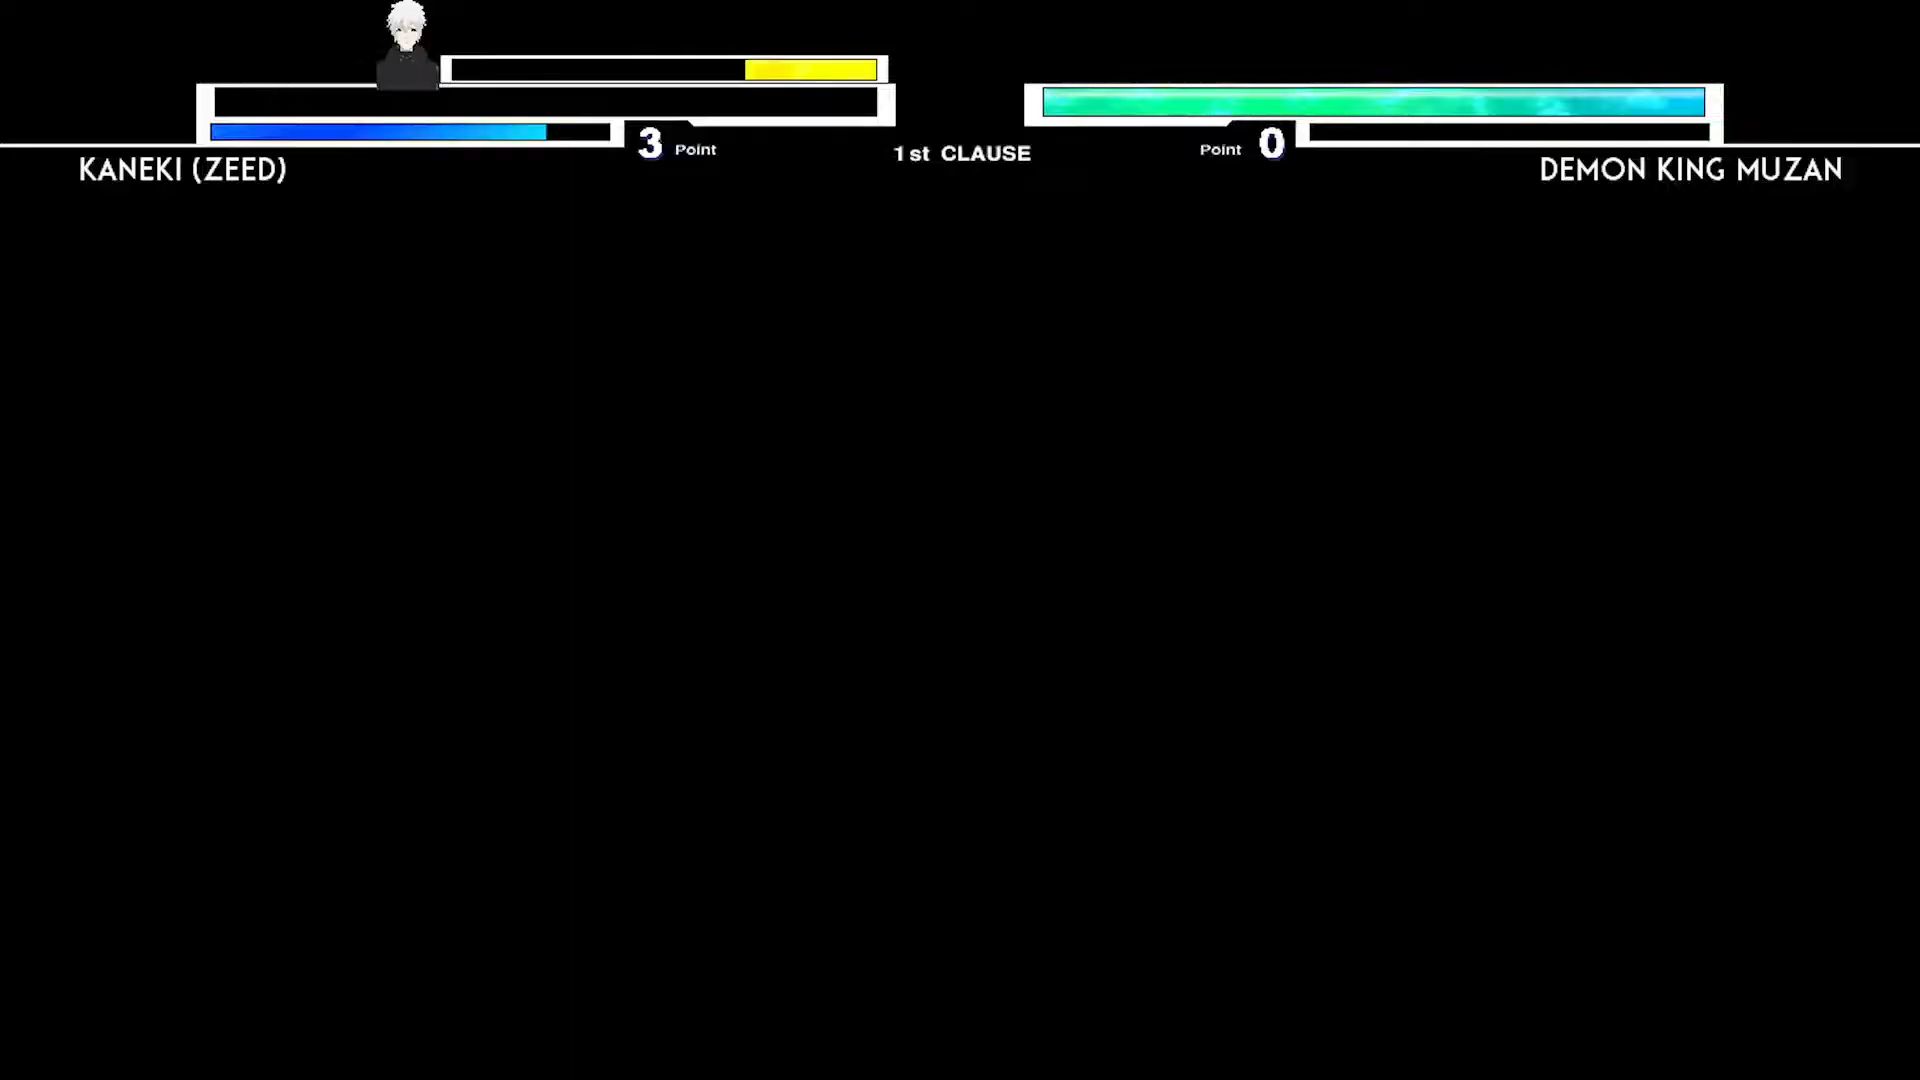 3 Point
1st CLAUSE
Point 0
KANEKI (ZEED)
DEMON KING MUZAN